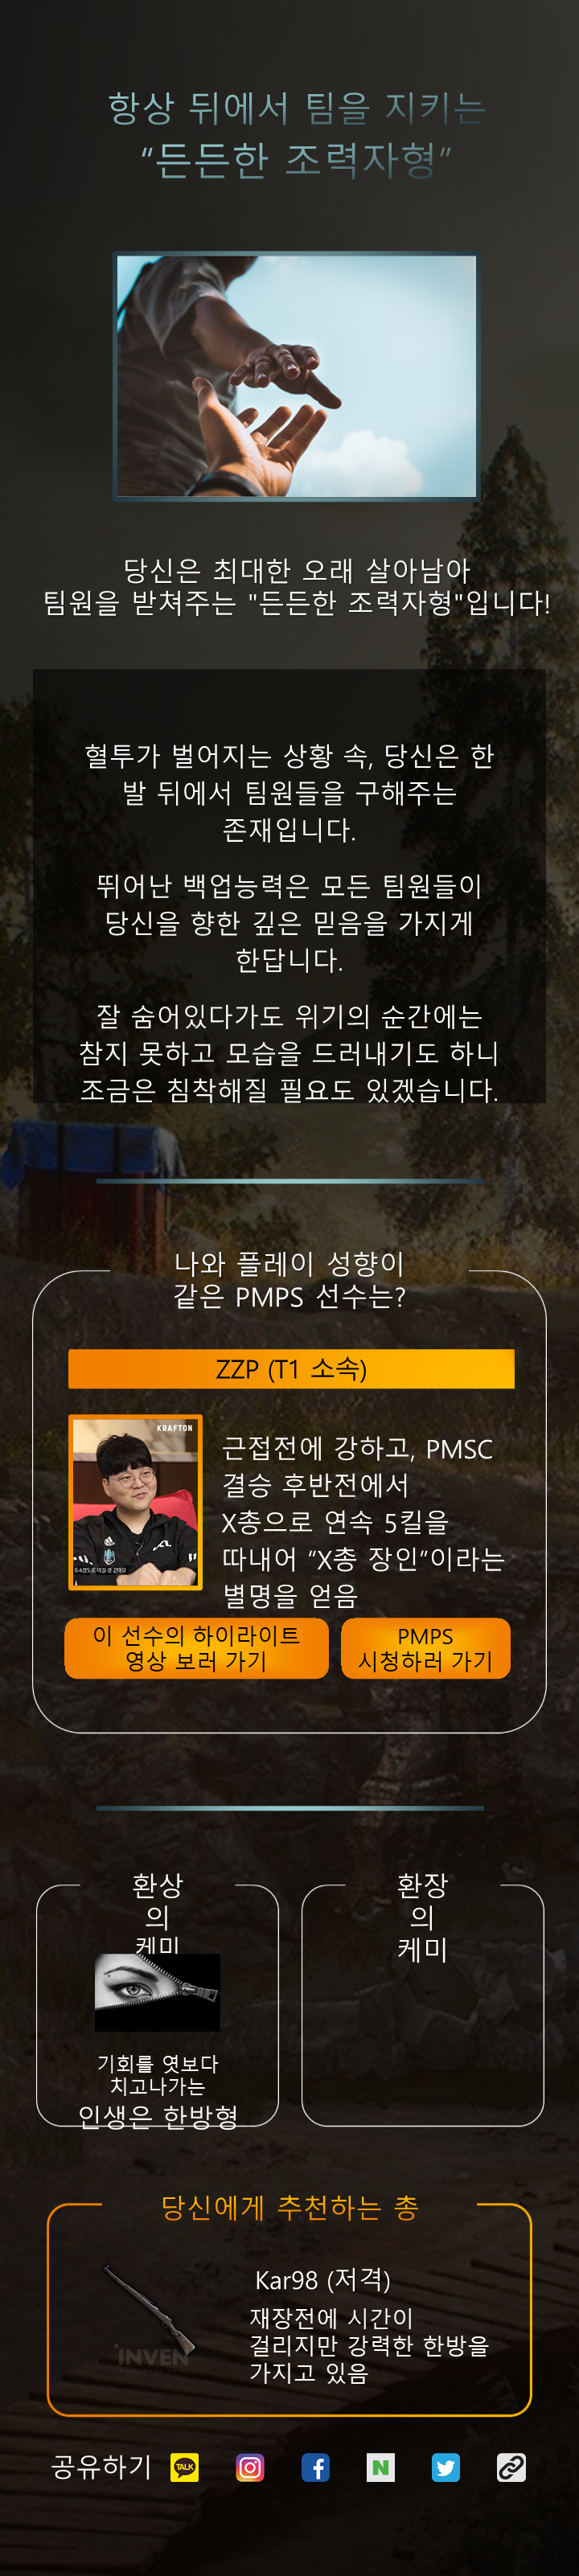 항상 뒤에서 팀을 지키는
“든든한 조력자형”
당신은 최대한 오래 살아남아
팀원을 받쳐주는 "든든한 조력자형"입니다!
혈투가 벌어지는 상황 속, 당신은 한
발 뒤에서 팀원들을 구해주는
존재입니다.
뛰어난 백업능력은 모든 팀원들이
당신을 향한 깊은 믿음을 가지게
한답니다.
잘 숨어있다가도 위기의 순간에는
참지 못하고 모습을 드러내기도 하니
조금은 침착해질 필요도 있겠습니다.
나와 플레이 성향이
같은 PMPS 선수는?
ZZP (T1 소속)
KRAFTON
근접전에 강하고, PMSC
결승 후반전에서
X총으로 연속 5킬을
따내어 “X총 장인”이라는
별명을 얻음
이 선수의 하이라이트
영상 보러 가기
PMPS
시청하러 가기
환상
의
케미
기회를 엿보다
치고나가는
인생은 한방형
환장
의
케미
당신에게 추천하는 총
INVEN
Kar98 (저격)
재장전에 시간이
걸리지만 강력한 한방을
가지고 있음
공유하기
TALK
N